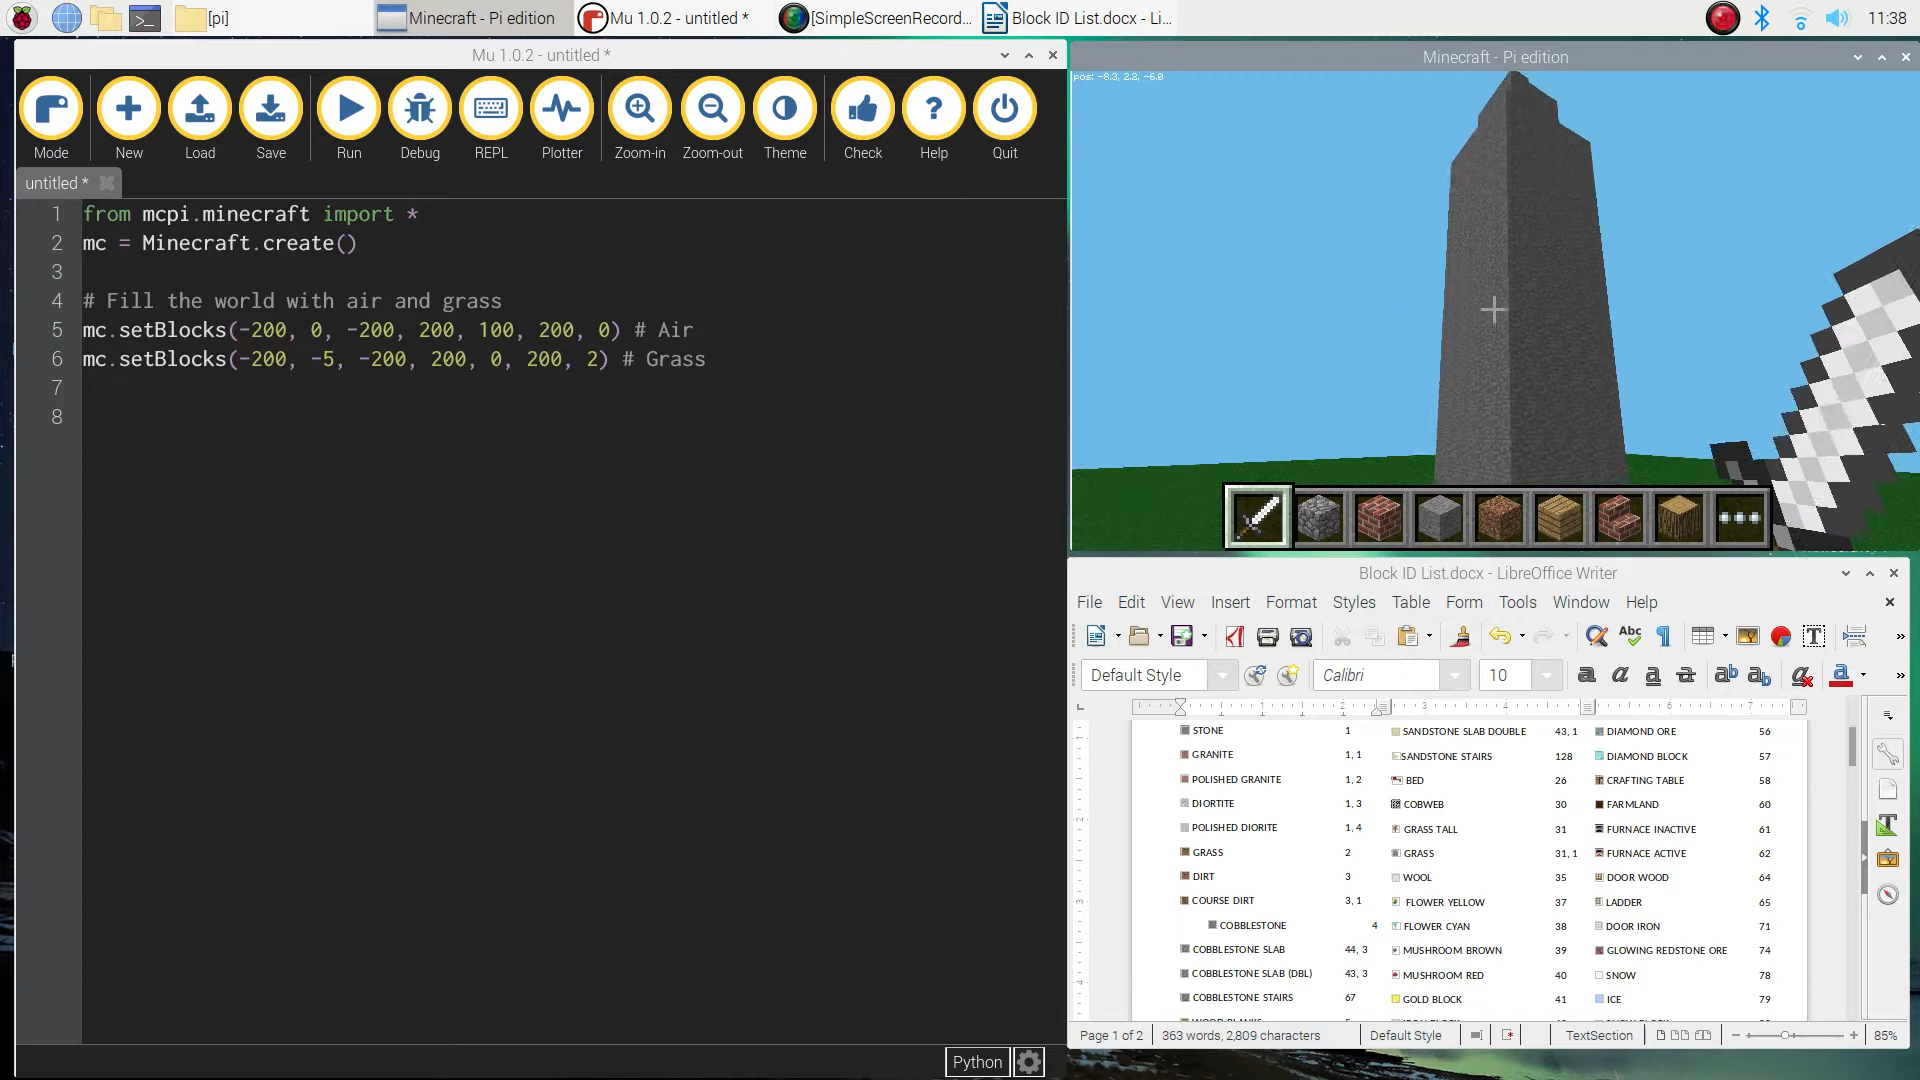 [pi]
Minecraft - Pi edition
Mu 1.0.2 - untitled *
[SimpleScreenRecord...
Block ID List.docx - Li...
11:38
Mu 1.0.2 - untitled *
Mode
New
Load
Save
Run
Debug
REPL
Plotter
Zoom-in
Zoom-out
Theme
Check
Help
Quit
untitled *
1 from mcpi.minecraft import *
2 mc = Minecraft.create()
3
4 # Fill the world with air and grass
5 mc.setBlocks(-200, 0, -200, 200, 100, 200, 0) # Air
6 mc.setBlocks(-200, -5, -200, 200, 0, 200, 2) # Grass
7
8
Python
Minecraft - Pi edition
pos: -8.3, 2.2, -6.0
Block ID List.docx - LibreOffice Writer
File Edit View Insert Format Styles Table Form Tools Window Help
Default Style
Calibri
10
STONE 1
GRANITE 1, 1
POLISHED GRANITE 1, 2
DIORTITE 1, 3
POLISHED DIORITE 1, 4
GRASS 2
DIRT 3
COURSE DIRT 3, 1
COBBLESTONE 4
COBBLESTONE SLAB 44, 3
COBBLESTONE SLAB (DBL) 43, 3
COBBLESTONE STAIRS 67
SANDSTONE SLAB DOUBLE 43, 1
SANDSTONE STAIRS 128
BED 26
COBWEB 30
GRASS TALL 31
GRASS 31, 1
WOOL 35
FLOWER YELLOW 37
FLOWER CYAN 38
MUSHROOM BROWN 39
MUSHROOM RED 40
GOLD BLOCK 41
DIAMOND ORE 56
DIAMOND BLOCK 57
CRAFTING TABLE 58
FARMLAND 60
FURNACE INACTIVE 61
FURNACE ACTIVE 62
DOOR WOOD 64
LADDER 65
DOOR IRON 71
GLOWING REDSTONE ORE 74
SNOW 78
ICE 79
Page 1 of 2
363 words, 2,809 characters
Default Style
TextSection
85%